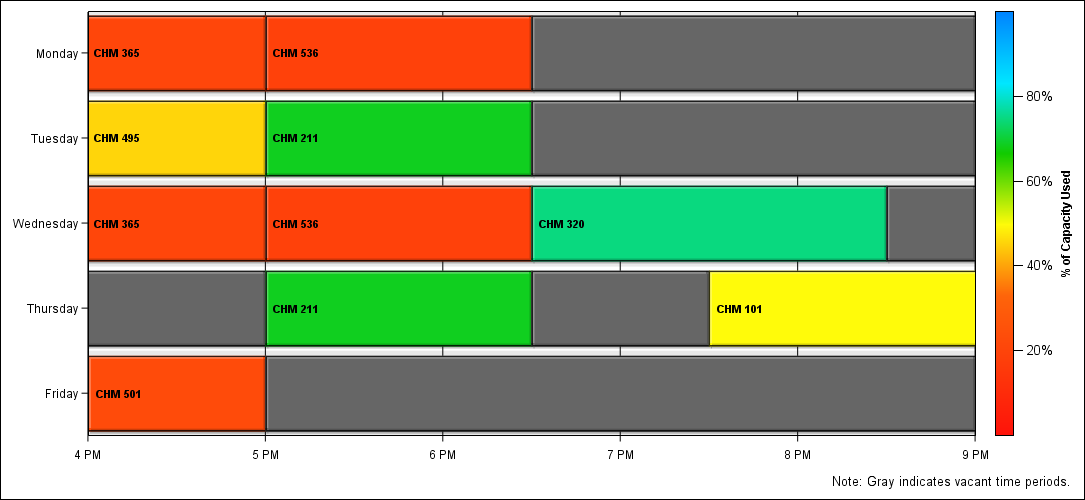 Monday CHM 365 CHM 536
80%
Tuesday CHM 495 CHM 211
60%
Wednesday CHM 365 CHM 536 CHM 320
% of Capacity Used
40%
Thursday CHM 211 CHM 101
20%
Friday CHM 501
4 PM 5 PM 6 PM 7 PM 8 PM 9 PM
Note: Gray indicates vacant time periods.